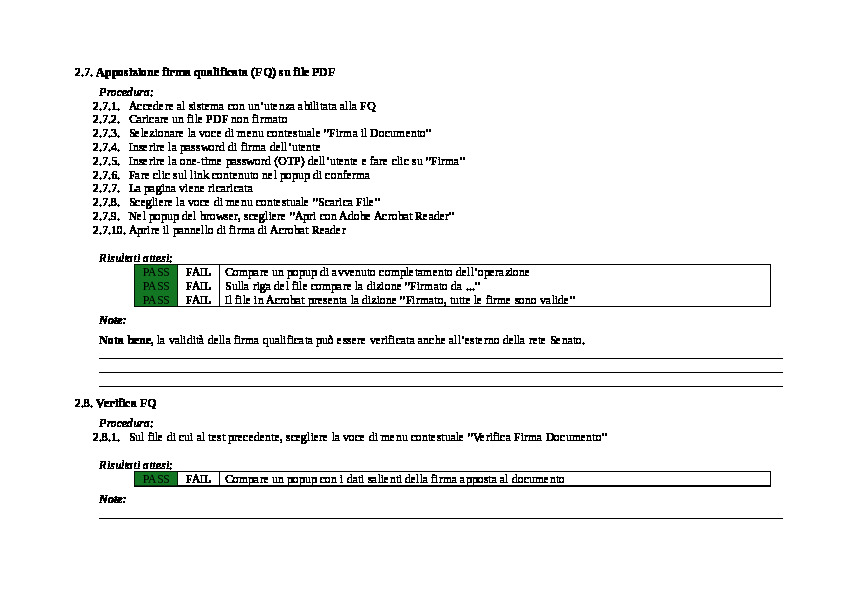 2.7. Apposizione firma qualificata (FQ) su file PDF
Procedura:
2.7.1. Accedere al sistema con un'utenza abilitata alla FQ
2.7.2. Caricare un file PDF non firmato
2.7.3. Selezionare la voce di menu contestuale "Firma il Documento"
2.7.4. Inserire la password di firma dell'utente
2.7.5. Inserire la one-time password (OTP) dell'utente e fare clic su "Firma"
2.7.6. Fare clic sul link contenuto nel popup di conferma
2.7.7. La pagina viene ricaricata
2.7.8. Scegliere la voce di menu contestuale "Scarica File"
2.7.9. Nel popup del browser, scegliere "Apri con Adobe Acrobat Reader"
2.7.10. Aprire il pannello di firma di Acrobat Reader
Risultati attesi:
PASS FAIL Compare un popup di avvenuto completamento dell'operazione
PASS FAIL Sulla riga del file compare la dizione "Firmato da ..."
PASS FAIL Il file in Acrobat presenta la dizione "Firmato, tutte le firme sono valide"
Note:
Nota bene, la validità della firma qualificata può essere verificata anche all'esterno della rete Senato.
2.8. Verifica FQ
Procedura:
2.8.1. Sul file di cui al test precedente, scegliere la voce di menu contestuale "Verifica Firma Documento"
Risultati attesi:
PASS FAIL Compare un popup con i dati salienti della firma apposta al documento
Note: